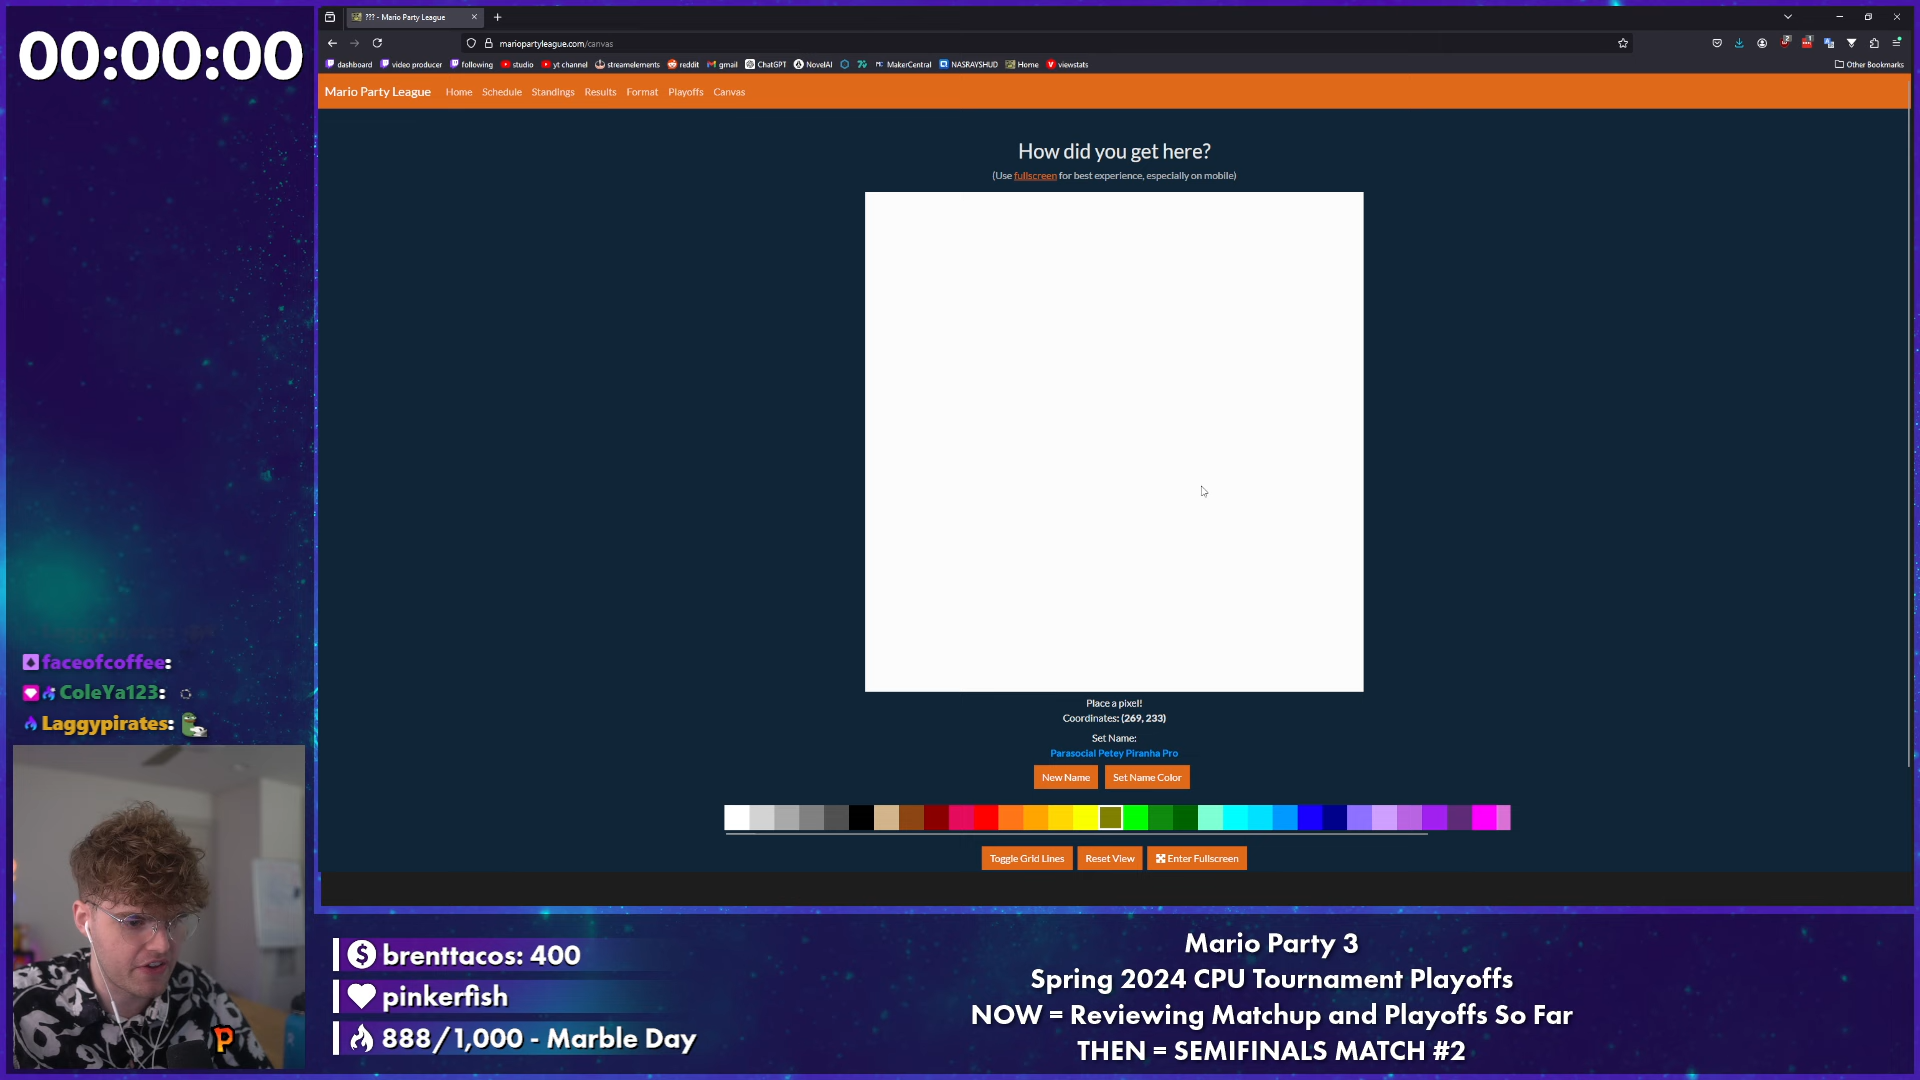 00:00:00
??? - Mario Party League
mariopartyleague.com/canvas
dashboard
video producer
following
studio
yt channel
streamelements
reddit
gmail
ChatGPT
NovelAI
MakerCentral
NASRAYSHUD
Home
viewstats
Other Bookmarks
Mario Party League
Home
Schedule
Standings
Results
Format
Playoffs
Canvas
How did you get here?
(Use fullscreen for best experience, especially on mobile)
Place a pixel!
Coordinates: (269, 233)
Set Name:
Parasocial Petey Piranha Pro
New Name
Set Name Color
Toggle Grid Lines
Reset View
Enter Fullscreen
faceofcoffee:
ColeYa123:
Laggypirates:
brenttacos: 400
pinkerfish
888/1,000 - Marble Day
Mario Party 3
Spring 2024 CPU Tournament Playoffs
NOW = Reviewing Matchup and Playoffs So Far
THEN = SEMIFINALS MATCH #2